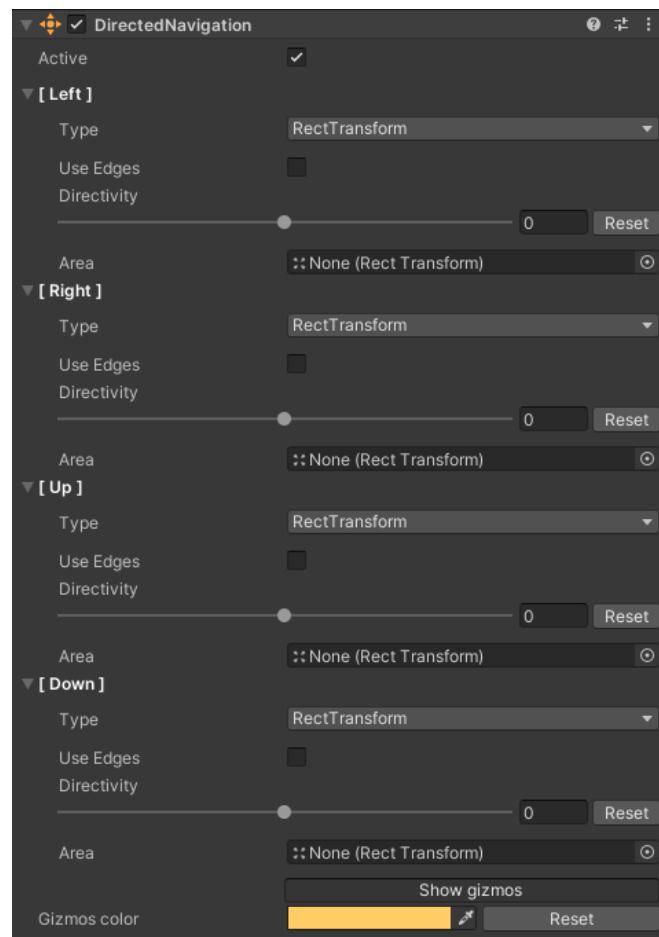 DirectedNavigation
Active
[ Left ]
Type RectTransform
Use Edges
Directivity
0 Reset
Area None (Rect Transform)
[ Right ]
Type RectTransform
Use Edges
Directivity
0 Reset
Area None (Rect Transform)
[ Up ]
Type RectTransform
Use Edges
Directivity
0 Reset
Area None (Rect Transform)
[ Down ]
Type RectTransform
Use Edges
Directivity
0 Reset
Area None (Rect Transform)
Show gizmos
Gizmos color Reset